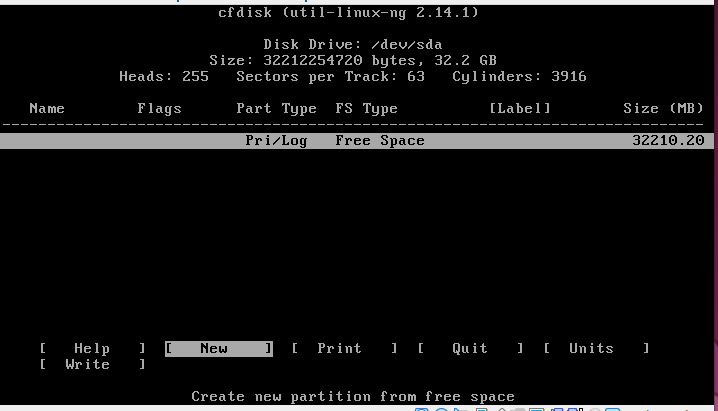 cfdisk (util-linux-ng 2.14.1)
Disk Drive: /dev/sda
Size: 32212254720 bytes, 32.2 GB
Heads: 255   Sectors per Track: 63   Cylinders: 3916
Name   Flags   Part Type   FS Type   [Label]   Size (MB)
------------------------------------------------------------------------------
Pri/Log   Free Space   32210.20
[   Help   ]   [   New   ]   [   Print   ]   [   Quit   ]   [   Units   ]
[   Write   ]
Create new partition from free space